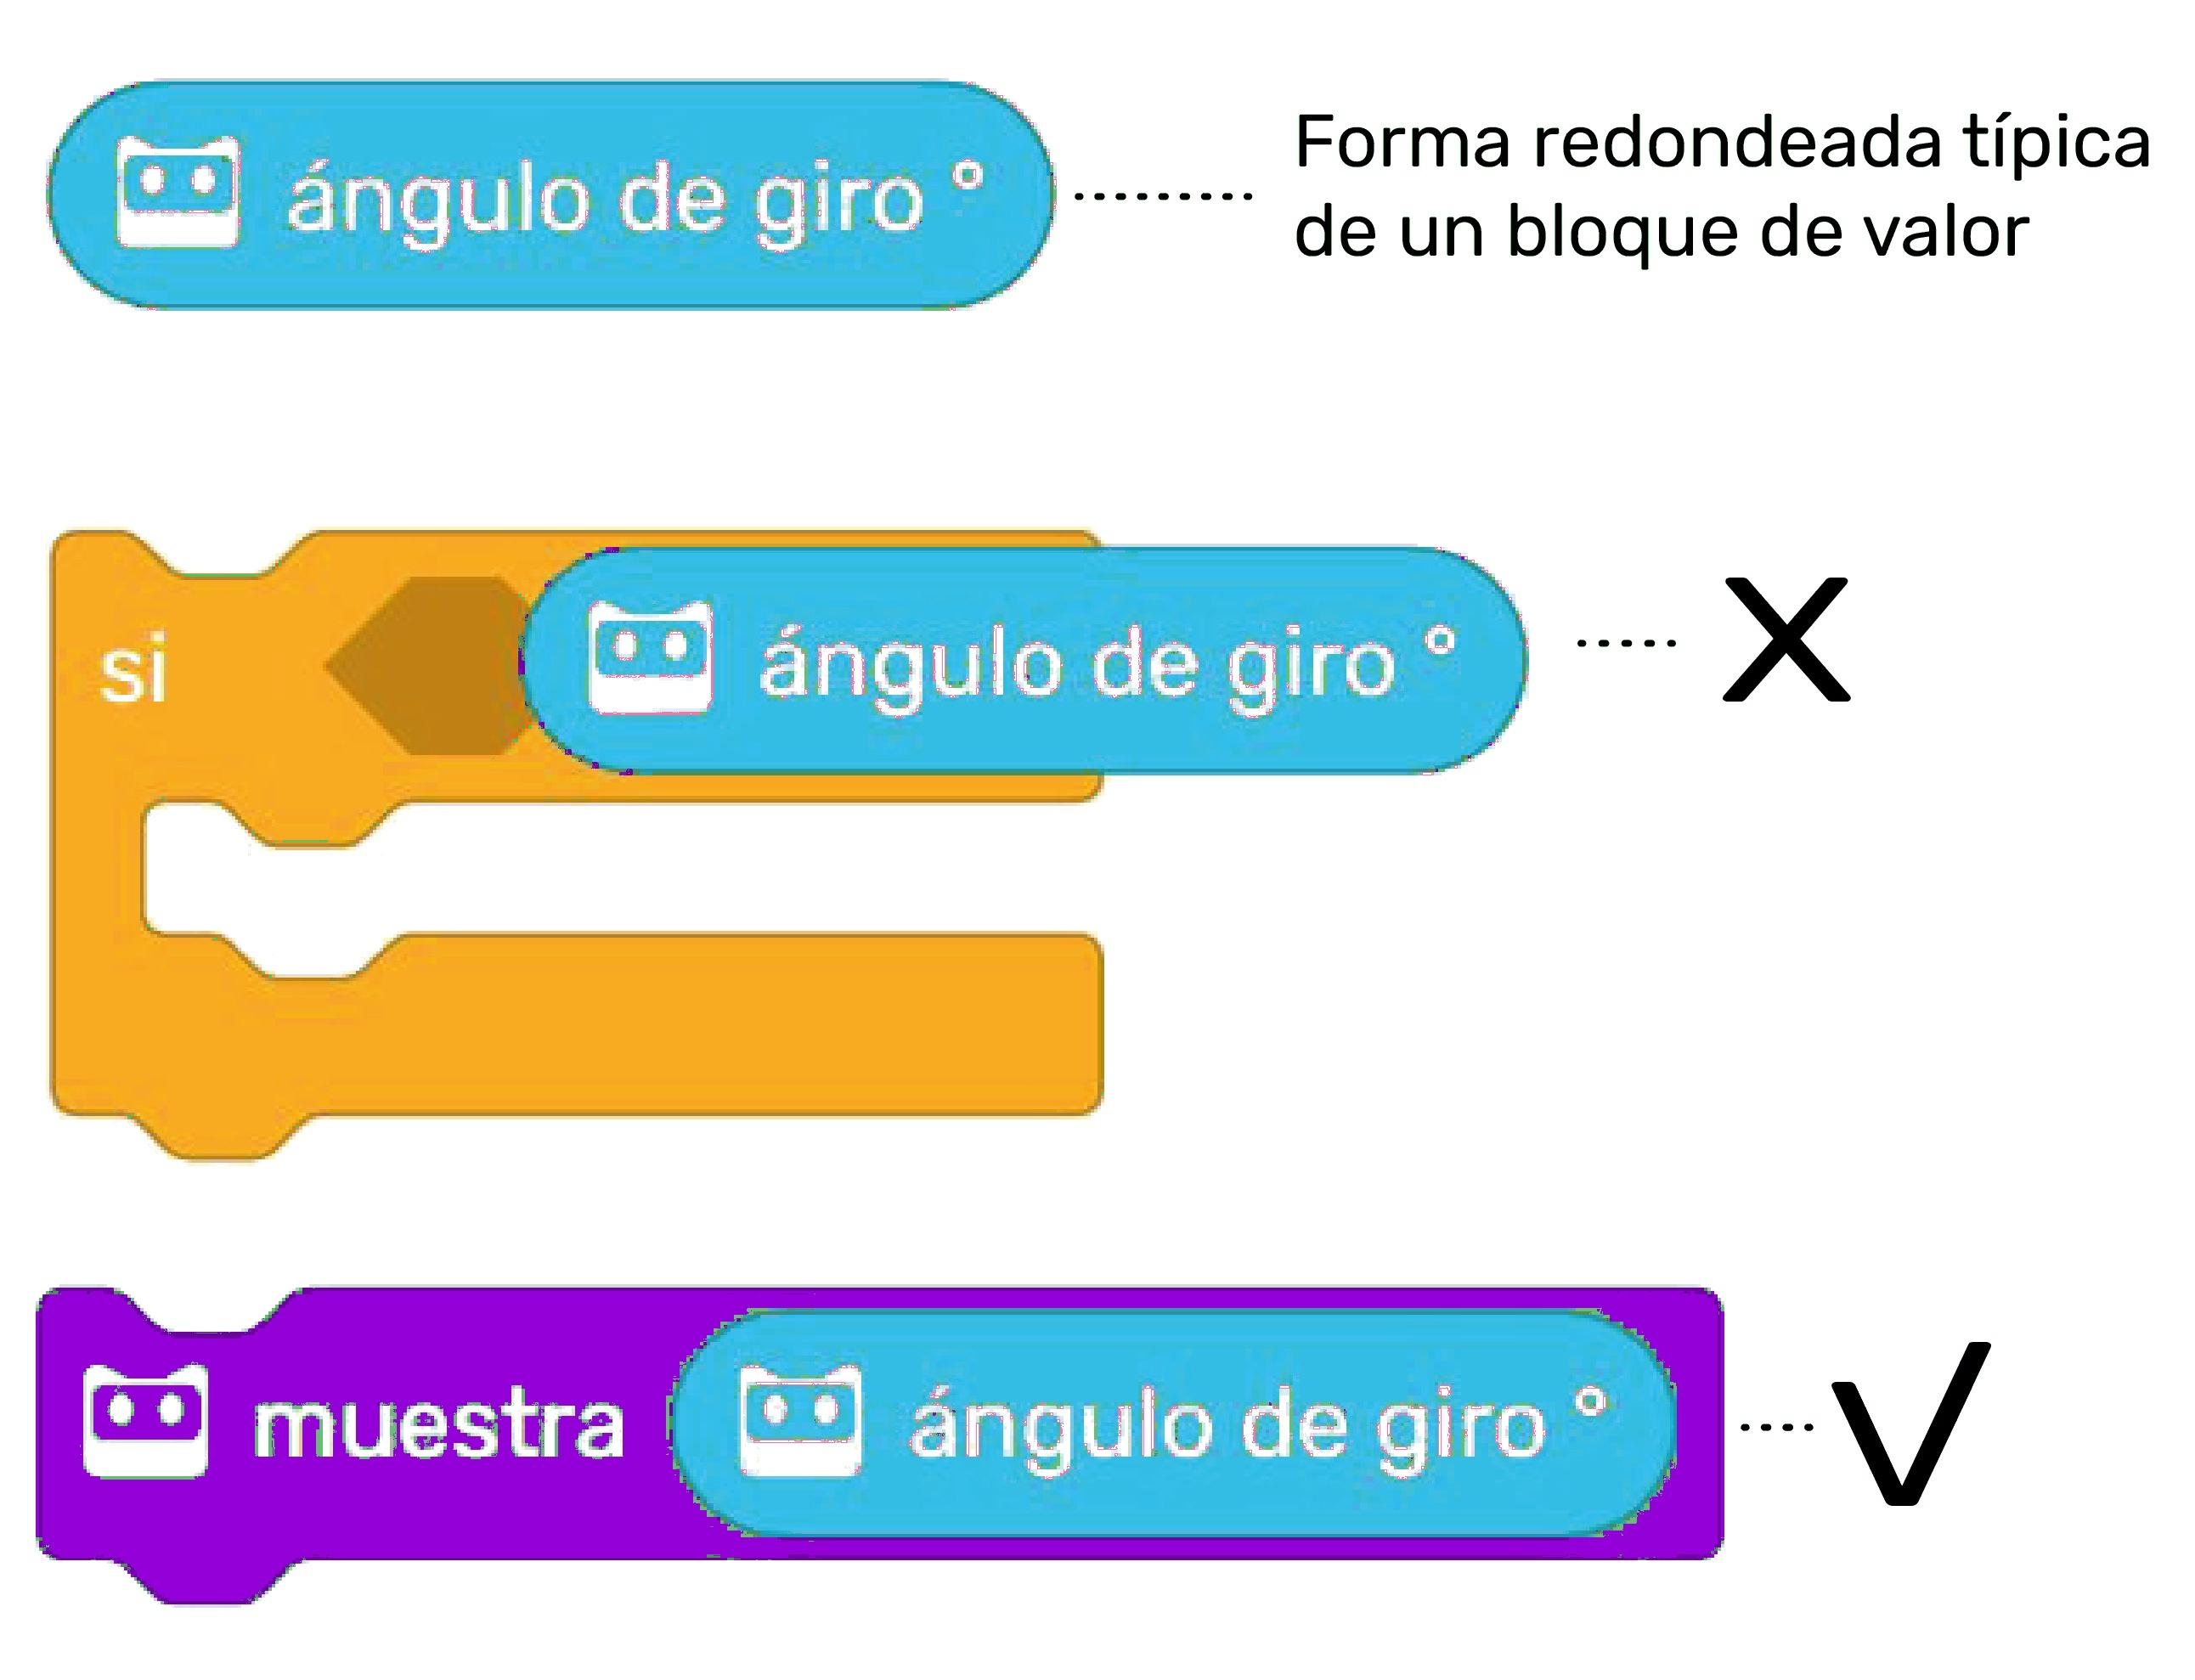 ángulo de giro °
Forma redondeada típica
de un bloque de valor
si
ángulo de giro °
X
muestra
ángulo de giro °
V